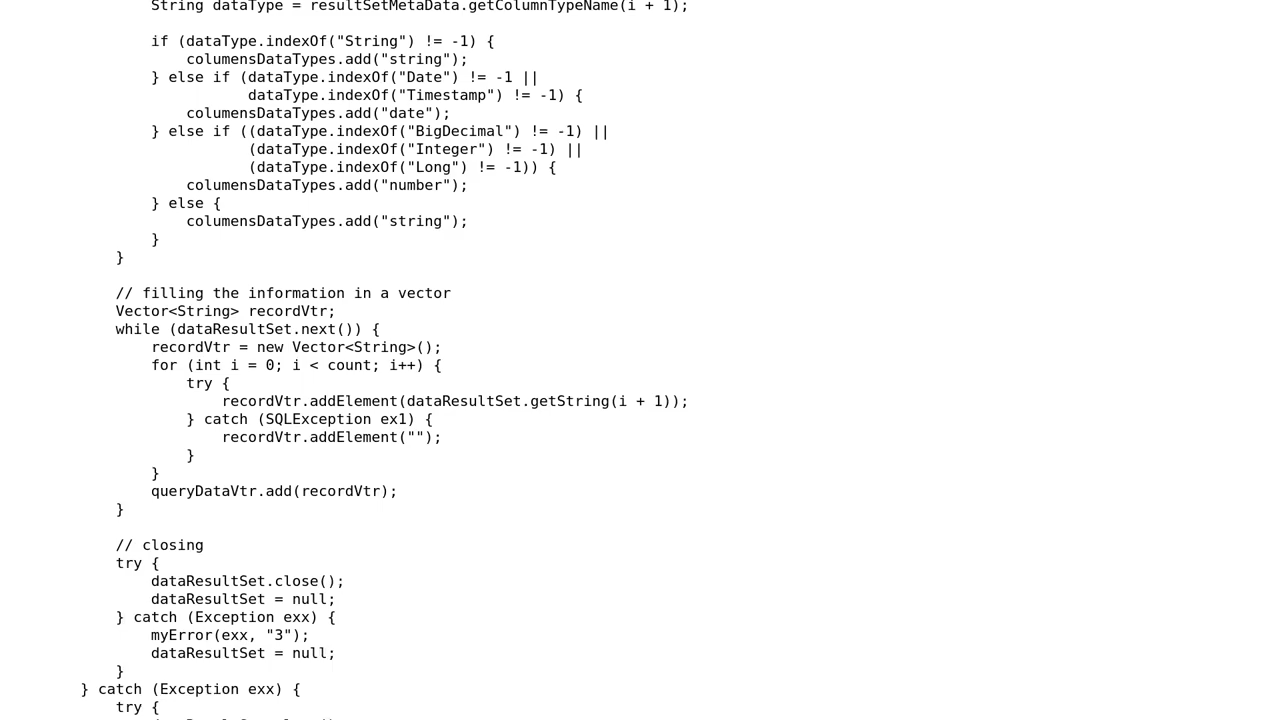 String dataType = resultSetMetaData.getColumnTypeName(i + 1);
if (dataType.indexOf("String") != -1) {
columensDataTypes.add("string");
} else if (dataType.indexOf("Date") != -1 ||
dataType.indexOf("Timestamp") != -1) {
columensDataTypes.add("date");
} else if ((dataType.indexOf("BigDecimal") != -1) ||
(dataType.indexOf("Integer") != -1) ||
(dataType.indexOf("Long") != -1)) {
columensDataTypes.add("number");
} else {
columensDataTypes.add("string");
}
}
// filling the information in a vector
Vector<String> recordVtr;
while (dataResultSet.next()) {
recordVtr = new Vector<String>();
for (int i = 0; i < count; i++) {
try {
recordVtr.addElement(dataResultSet.getString(i + 1));
} catch (SQLException ex1) {
recordVtr.addElement("");
}
}
queryDataVtr.add(recordVtr);
}
// closing
try {
dataResultSet.close();
dataResultSet = null;
} catch (Exception exx) {
myError(exx, "3");
dataResultSet = null;
}
} catch (Exception exx) {
try {